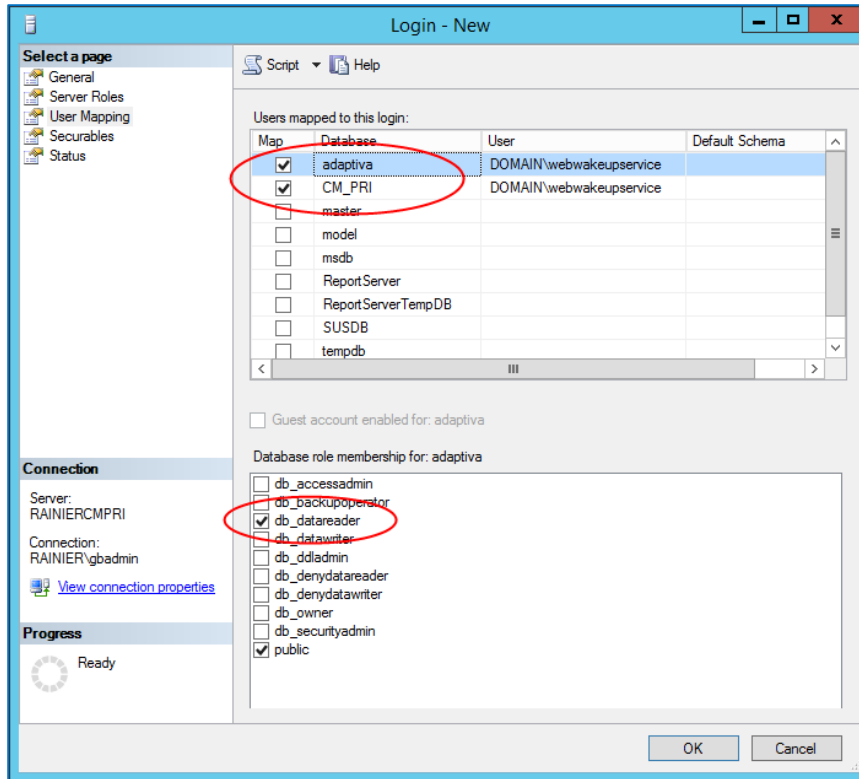 Login - New
Select a page
General
Server Roles
User Mapping
Securables
Status
Script Help
Users mapped to this login:
Map Database User Default Schema
adaptiva DOMAIN\webwakeupservice
CM_PRI DOMAIN\webwakeupservice
master
model
msdb
ReportServer
ReportServerTempDB
SUSDB
tempdb
Guest account enabled for: adaptiva
Database role membership for: adaptiva
db_accessadmin
db_backupoperator
db_datareader
db_datawriter
db_ddladmin
db_denydatareader
db_denydatawriter
db_owner
db_securityadmin
public
Connection
Server:
RAINIERCMPRI
Connection:
RAINIER\gbadmin
View connection properties
Progress
Ready
OK Cancel